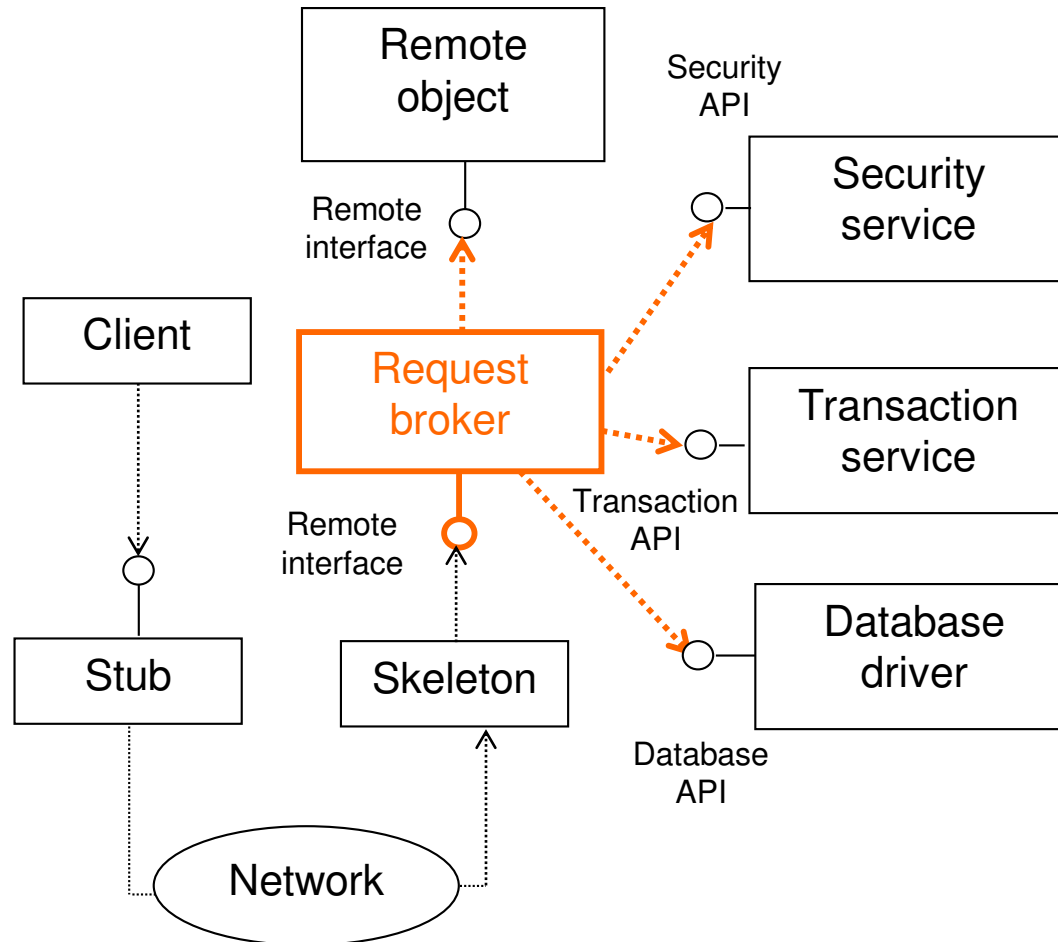 Remote
object
Security
API
Security
service
Remote
interface
Client
Request
broker
Transaction
service
Transaction
API
Remote
interface
Database
driver
Stub
Skeleton
Database
API
Network